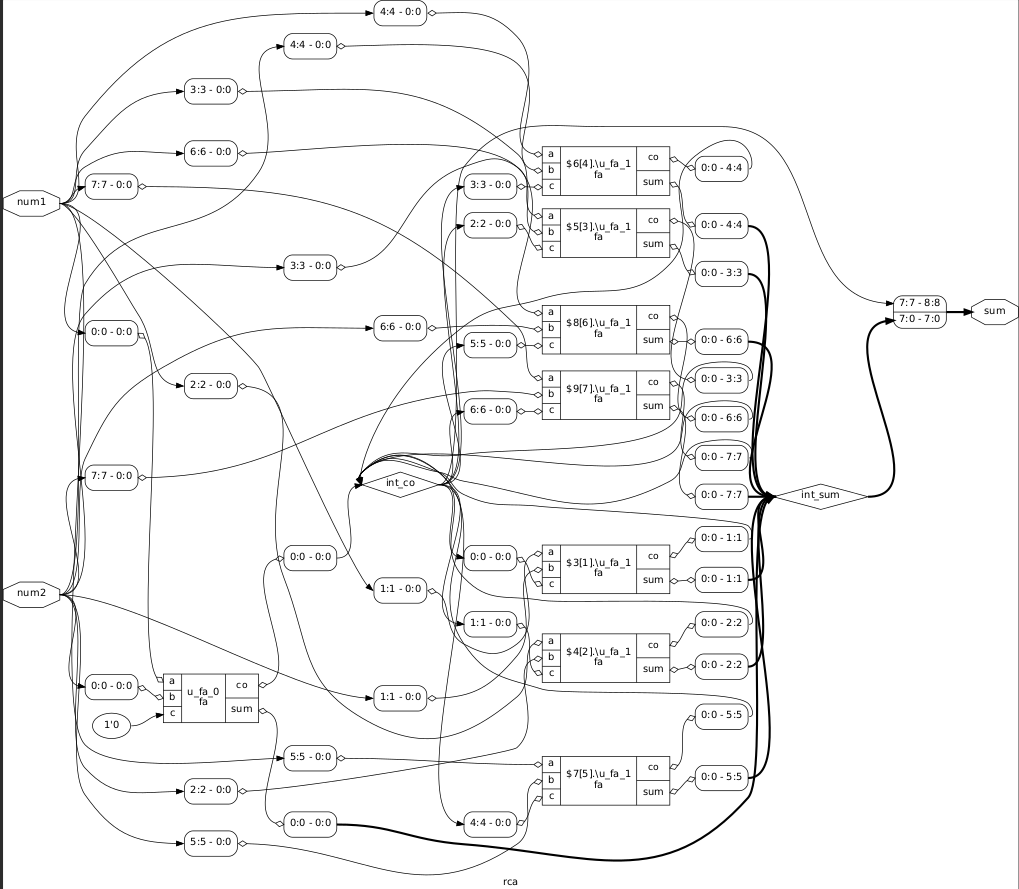 4:4 - 0:0
4:4 - 0:0
3:3 - 0:0
6:6 - 0:0
7:7 - 0:0
num1
3:3 - 0:0
0:0 - 0:0
6:6 - 0:0
2:2 - 0:0
7:7 - 0:0
0:0 - 0:0
1:1 - 0:0
num2
0:0 - 0:0
1'0
a
b
c
u_fa_0
fa
co
sum
1:1 - 0:0
5:5 - 0:0
2:2 - 0:0
0:0 - 0:0
5:5 - 0:0
int_co
3:3 - 0:0
2:2 - 0:0
5:5 - 0:0
6:6 - 0:0
0:0 - 0:0
1:1 - 0:0
4:4 - 0:0
a
b
c
$6[4].\u_fa_1
fa
co
sum
a
b
c
$5[3].\u_fa_1
fa
co
sum
a
b
c
$8[6].\u_fa_1
fa
co
sum
a
b
c
$9[7].\u_fa_1
fa
co
sum
a
b
c
$3[1].\u_fa_1
fa
co
sum
a
b
c
$4[2].\u_fa_1
fa
co
sum
a
b
c
$7[5].\u_fa_1
fa
co
sum
0:0 - 4:4
0:0 - 4:4
0:0 - 3:3
0:0 - 6:6
0:0 - 3:3
0:0 - 6:6
0:0 - 7:7
0:0 - 7:7
0:0 - 1:1
0:0 - 1:1
0:0 - 2:2
0:0 - 2:2
0:0 - 5:5
0:0 - 5:5
int_sum
7:7 - 8:8
7:0 - 7:0
sum
rca